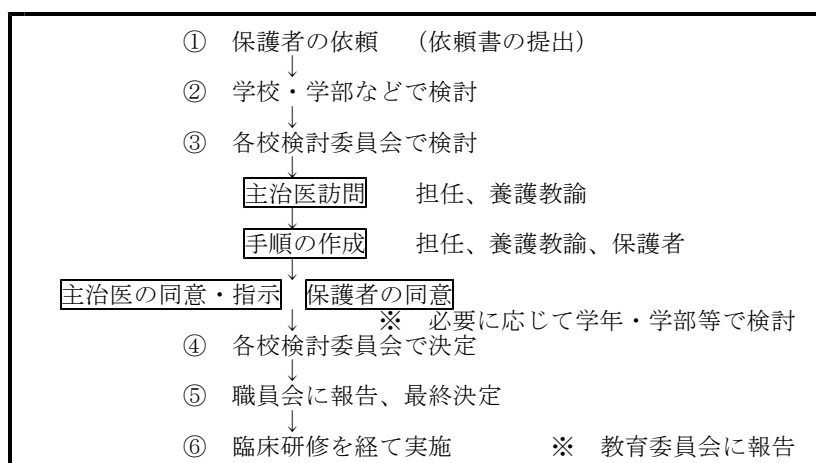 ① 保護者の依頼 (依頼書の提出)
↓
② 学校・学部などで検討
↓
③ 各校検討委員会で検討
↓
主治医訪問 担任、養護教諭
↓
手順の作成 担任、養護教諭、保護者
↓
主治医の同意・指示 保護者の同意
↓ ※ 必要に応じて学年・学部等で検討
④ 各校検討委員会で決定
↓
⑤ 職員会に報告、最終決定
↓
⑥ 臨床研修を経て実施 ※ 教育委員会に報告